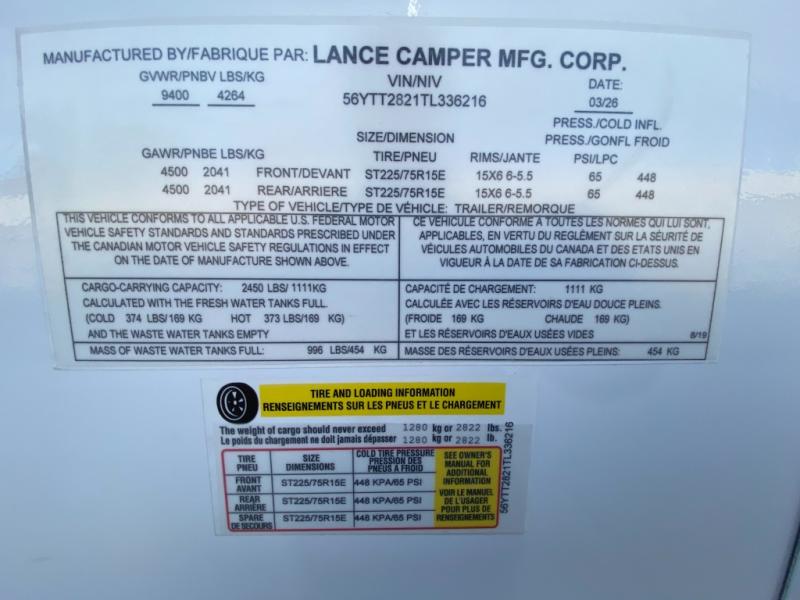 MANUFACTURED BY/FABRIQUE PAR: LANCE CAMPER MFG. CORP.
GVWR/PNBV LBS/KG VIN/NIV DATE:
9400 4264 56YTT2821TL336216 03/26
PRESS./COLD INFL.
SIZE/DIMENSION PRESS./GONFL FROID
GAWR/PNBE LBS/KG TIRE/PNEU RIMS/JANTE PSI/LPC
4500 2041 FRONT/DEVANT ST225/75R15E 15X6 6-5.5 65 448
4500 2041 REAR/ARRIERE ST225/75R15E 15X6 6-5.5 65 448
TYPE OF VEHICLE/TYPE DE VÉHICLE: TRAILER/REMORQUE
THIS VEHICLE CONFORMS TO ALL APPLICABLE U.S. FEDERAL MOTOR
VEHICLE SAFETY STANDARDS AND STANDARDS PRESCRIBED UNDER
THE CANADIAN MOTOR VEHICLE SAFETY REGULATIONS IN EFFECT
ON THE DATE OF MANUFACTURE SHOWN ABOVE.
CE VEHICULE CONFORME À TOUTES LES NORMES QUI LUI SONT,
APPLICABLES, EN VERTU DU REGLEMENT SUR LA SÉURITÉ DE
VÉICULES AUTOMOBILES DU CANADA ET DES ETATS UNIS EN
VIGUEUR À LA DATE DE SA FABRICATION CI-DESSUS.
CARGO-CARRYING CAPACITY: 2450 LBS/ 1111KG
CALCULATED WITH THE FRESH WATER TANKS FULL.
(COLD 374 LBS/169 KG HOT 373 LBS/169 KG)
AND THE WASTE WATER TANKS EMPTY
CAPACITÉ DE CHARGEMENT: 1111 KG
CALCULÉE AVEC LES RÉSERVOIRS D'EAU DOUCE PLEINS.
(FROIDE 169 KG CHAUDE 169 KG)
ET LES RÉSERVOIRS D'EAUX USÉES VIDES 8/19
MASS OF WASTE WATER TANKS FULL: 996 LBS/454 KG
MASSE DES RÉSERVOIRS D'EAUX USÉES PLEINS: 454 KG
TIRE AND LOADING INFORMATION
RENSEIGNEMENTS SUR LES PNEUS ET LE CHARGEMENT
The weight of cargo should never exceed 1280 kg or 2822 lbs.
Le poids du chargement ne doit jamais dépasser 1280 kg or 2822 lb.
TIRE SIZE COLD TIRE PRESSURE
PNEU DIMENSIONS PRESSION DES
PNEUS A FROID
FRONT
AVANT ST225/75R15E 448 KPA/65 PSI
REAR
ARRIÈRE ST225/75R15E 448 KPA/65 PSI
SPARE
DE SECOURS ST225/75R15E 448 KPA/65 PSI
SEE OWNER'S
MANUAL FOR
ADDITIONAL
INFORMATION
VOIR LE MANUEL
DE L'USAGER
POUR PLUS DE
RENSEIGNEMENTS
56YTT2821TL336216